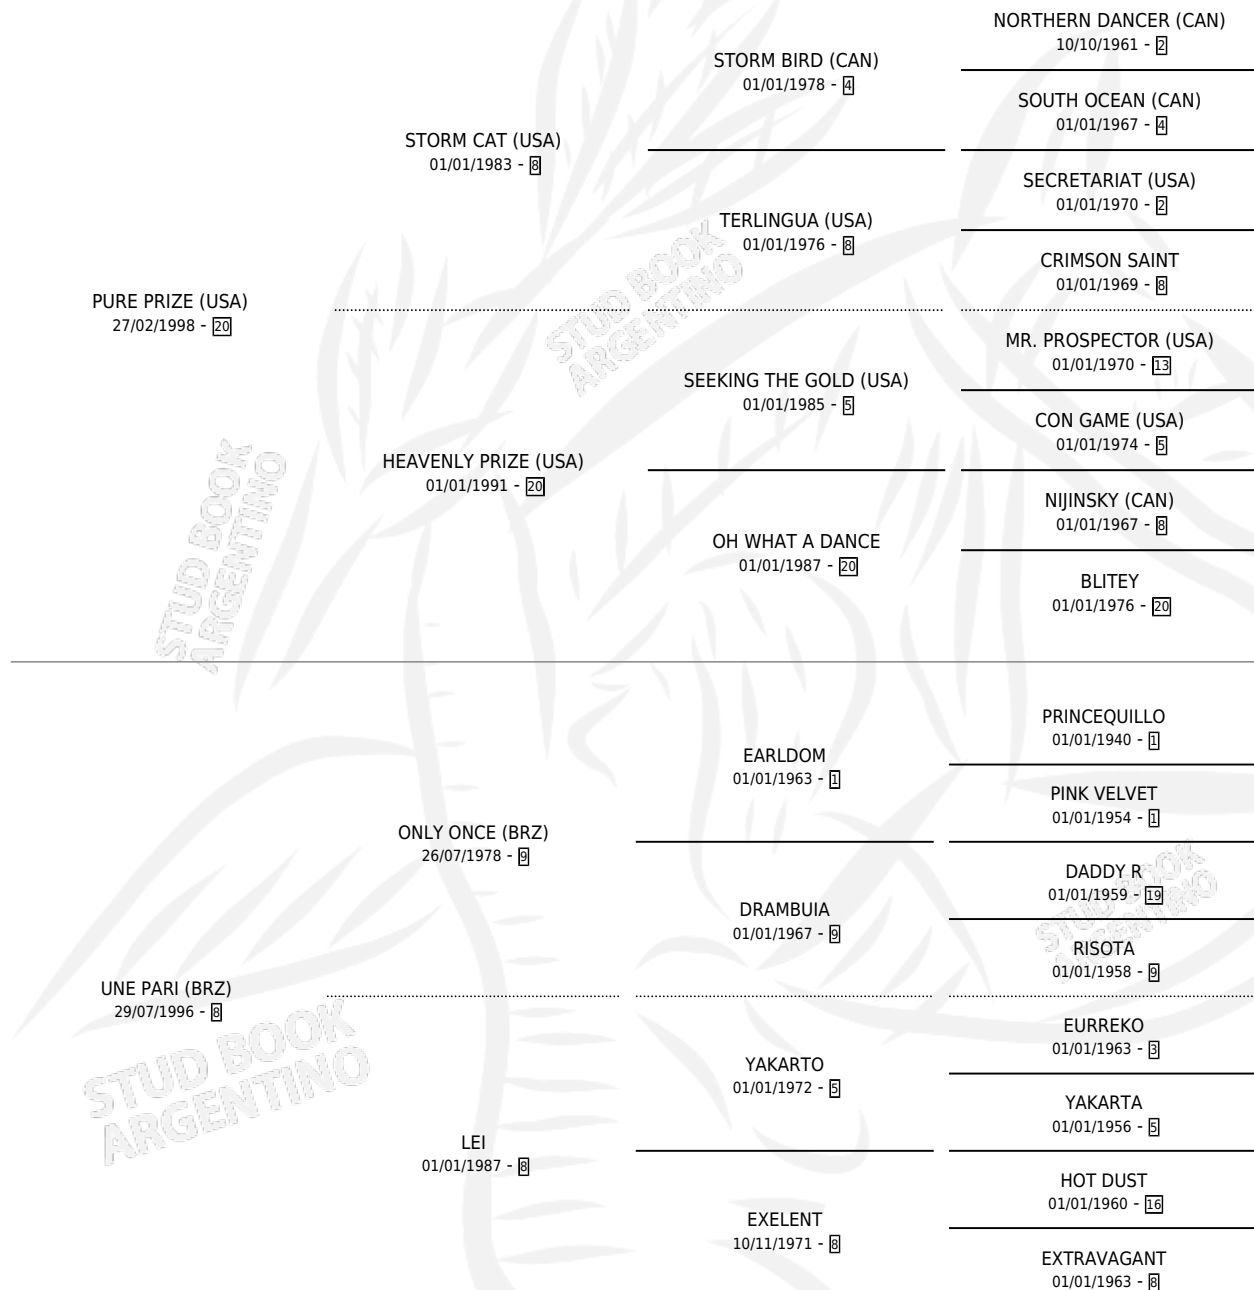 PURE PRIZE (USA)
27/02/1998 - 20
STORM CAT (USA)
01/01/1983 - 8
HEAVENLY PRIZE (USA)
01/01/1991 - 20
STORM BIRD (CAN)
01/01/1978 - 4
TERLINGUA (USA)
01/01/1976 - 8
SEEKING THE GOLD (USA)
01/01/1985 - 5
OH WHAT A DANCE
01/01/1987 - 20
NORTHERN DANCER (CAN)
10/10/1961 - 2
SOUTH OCEAN (CAN)
01/01/1967 - 4
SECRETARIAT (USA)
01/01/1970 - 2
CRIMSON SAINT
01/01/1969 - 8
MR. PROSPECTOR (USA)
01/01/1970 - 13
CON GAME (USA)
01/01/1974 - 5
NIJINSKY (CAN)
01/01/1967 - 8
BLITEY
01/01/1976 - 20
UNE PARI (BRZ)
29/07/1996 - 8
ONLY ONCE (BRZ)
26/07/1978 - 9
LEI
01/01/1987 - 8
EARLDOM
01/01/1963 - 1
DRAMBUIA
01/01/1967 - 9
YAKARTO
01/01/1972 - 5
EXELENT
10/11/1971 - 8
PRINCEQUILLO
01/01/1940 - 1
PINK VELVET
01/01/1954 - 1
DADDY R
01/01/1959 - 19
RISOTA
01/01/1958 - 9
EURREKO
01/01/1963 - 3
YAKARTA
01/01/1956 - 5
HOT DUST
01/01/1960 - 16
EXTRAVAGANT
01/01/1963 - 8
STUD BOOK
ARGENTINO
STUD BOOK
ARGENTINO
STUD BOOK
ARGENTINO
STUD BOOK
ARGENTINO